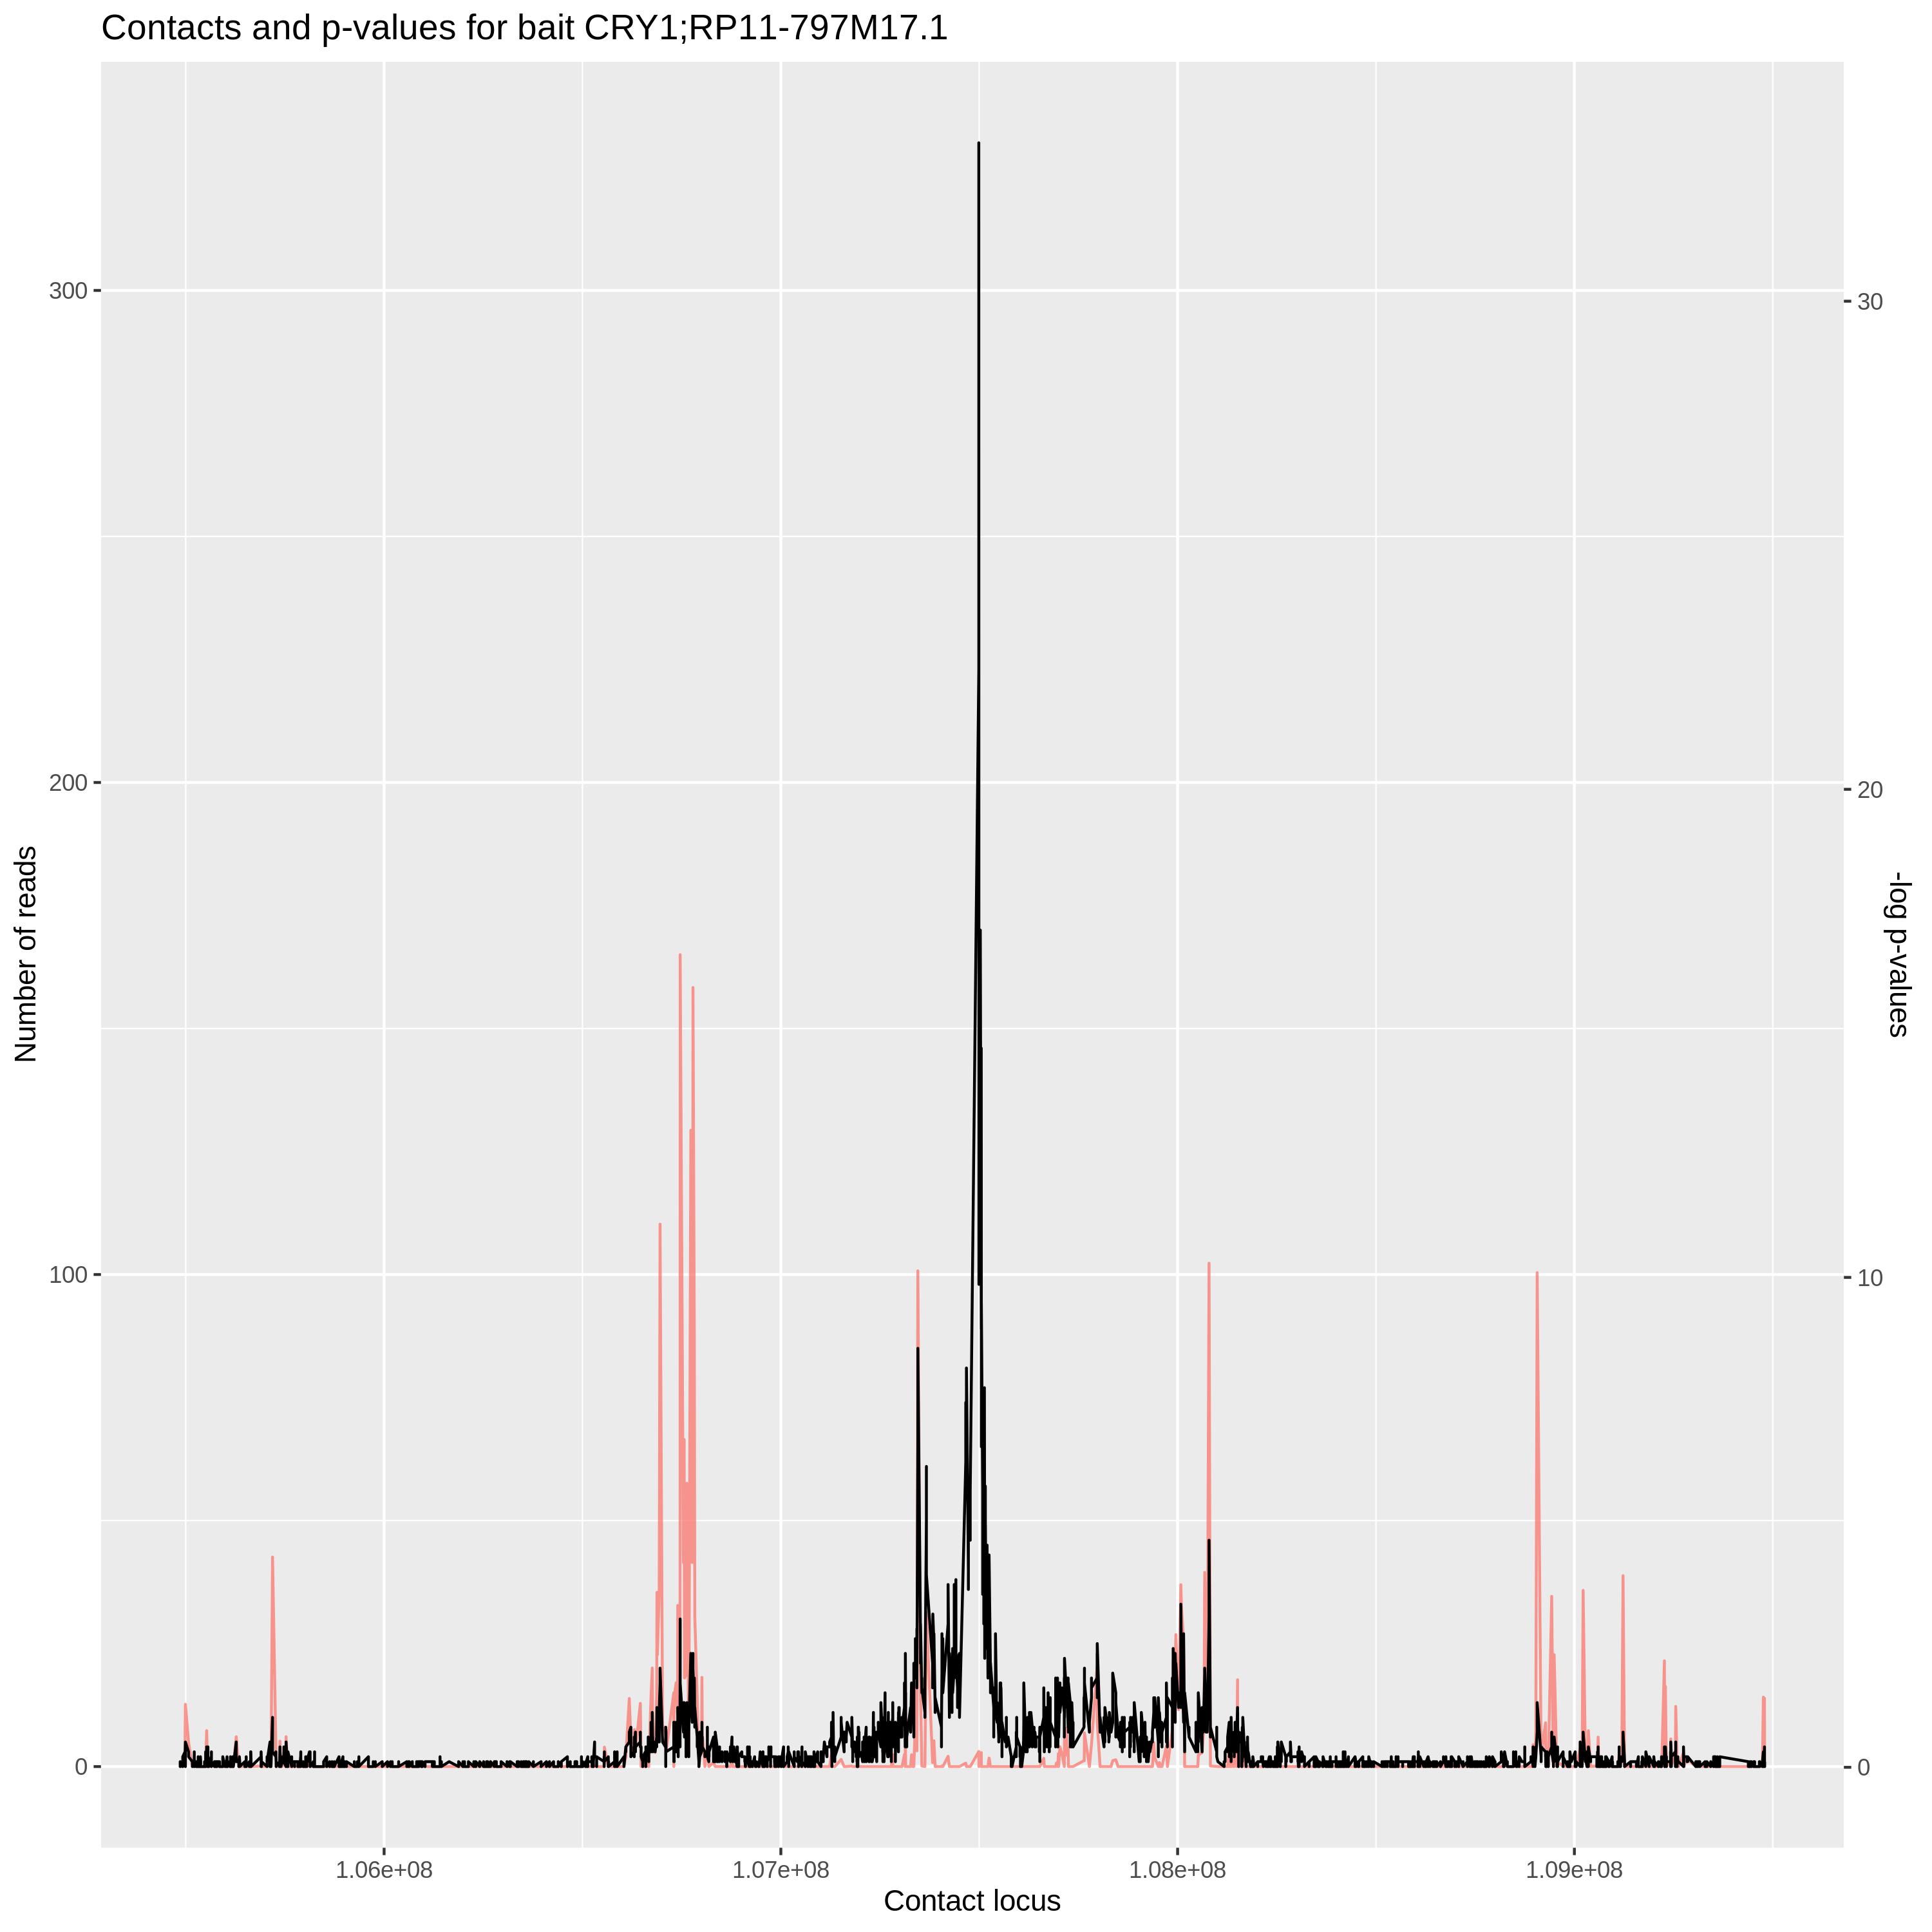 Contacts and p-values for bait CRY1;RP11-797M17.1
300
200
100
0
30
20
10
0
Number of reads
-log p-values
1.06e+08
1.07e+08
1.08e+08
1.09e+08
Contact locus